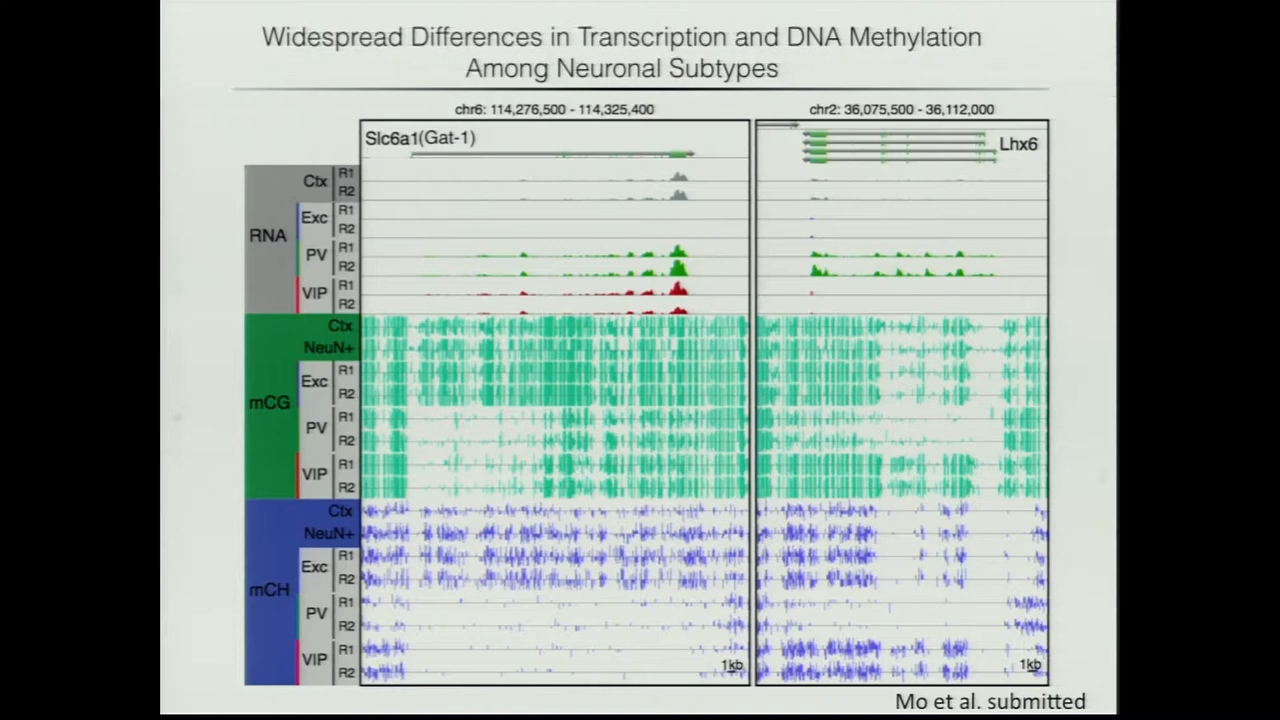 Widespread Differences in Transcription and DNA Methylation
Among Neuronal Subtypes
chr6: 114,276,500 - 114,325,400
chr2: 36,075,500 - 36,112,000
Slc6a1(Gat-1)
Lhx6
RNA
Ctx
R1
R2
Exc
R1
R2
PV
R1
R2
VIP
R1
R2
mCG
Ctx
NeuN+
Exc
R1
R2
PV
R1
R2
VIP
R1
R2
mCH
Ctx
NeuN+
Exc
R1
R2
PV
R1
R2
VIP
R1
R2
1kb
1kb
Mo et al. submitted